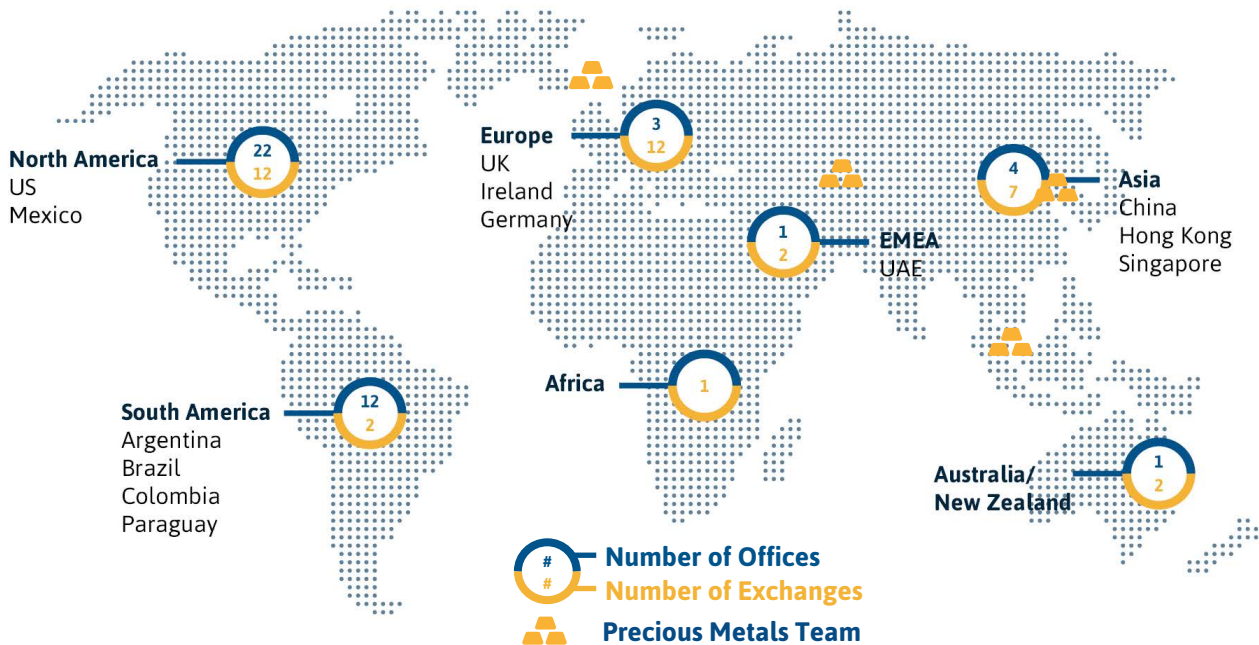 North America
US
Mexico
22
12
Europe
UK
Ireland
Germany
3
12
Asia
China
Hong Kong
Singapore
4
7
EMEA
UAE
1
2
Africa
1
South America
Argentina
Brazil
Colombia
Paraguay
12
2
Australia/
New Zealand
1
2
#
#
Number of Offices
Number of Exchanges
Precious Metals Team